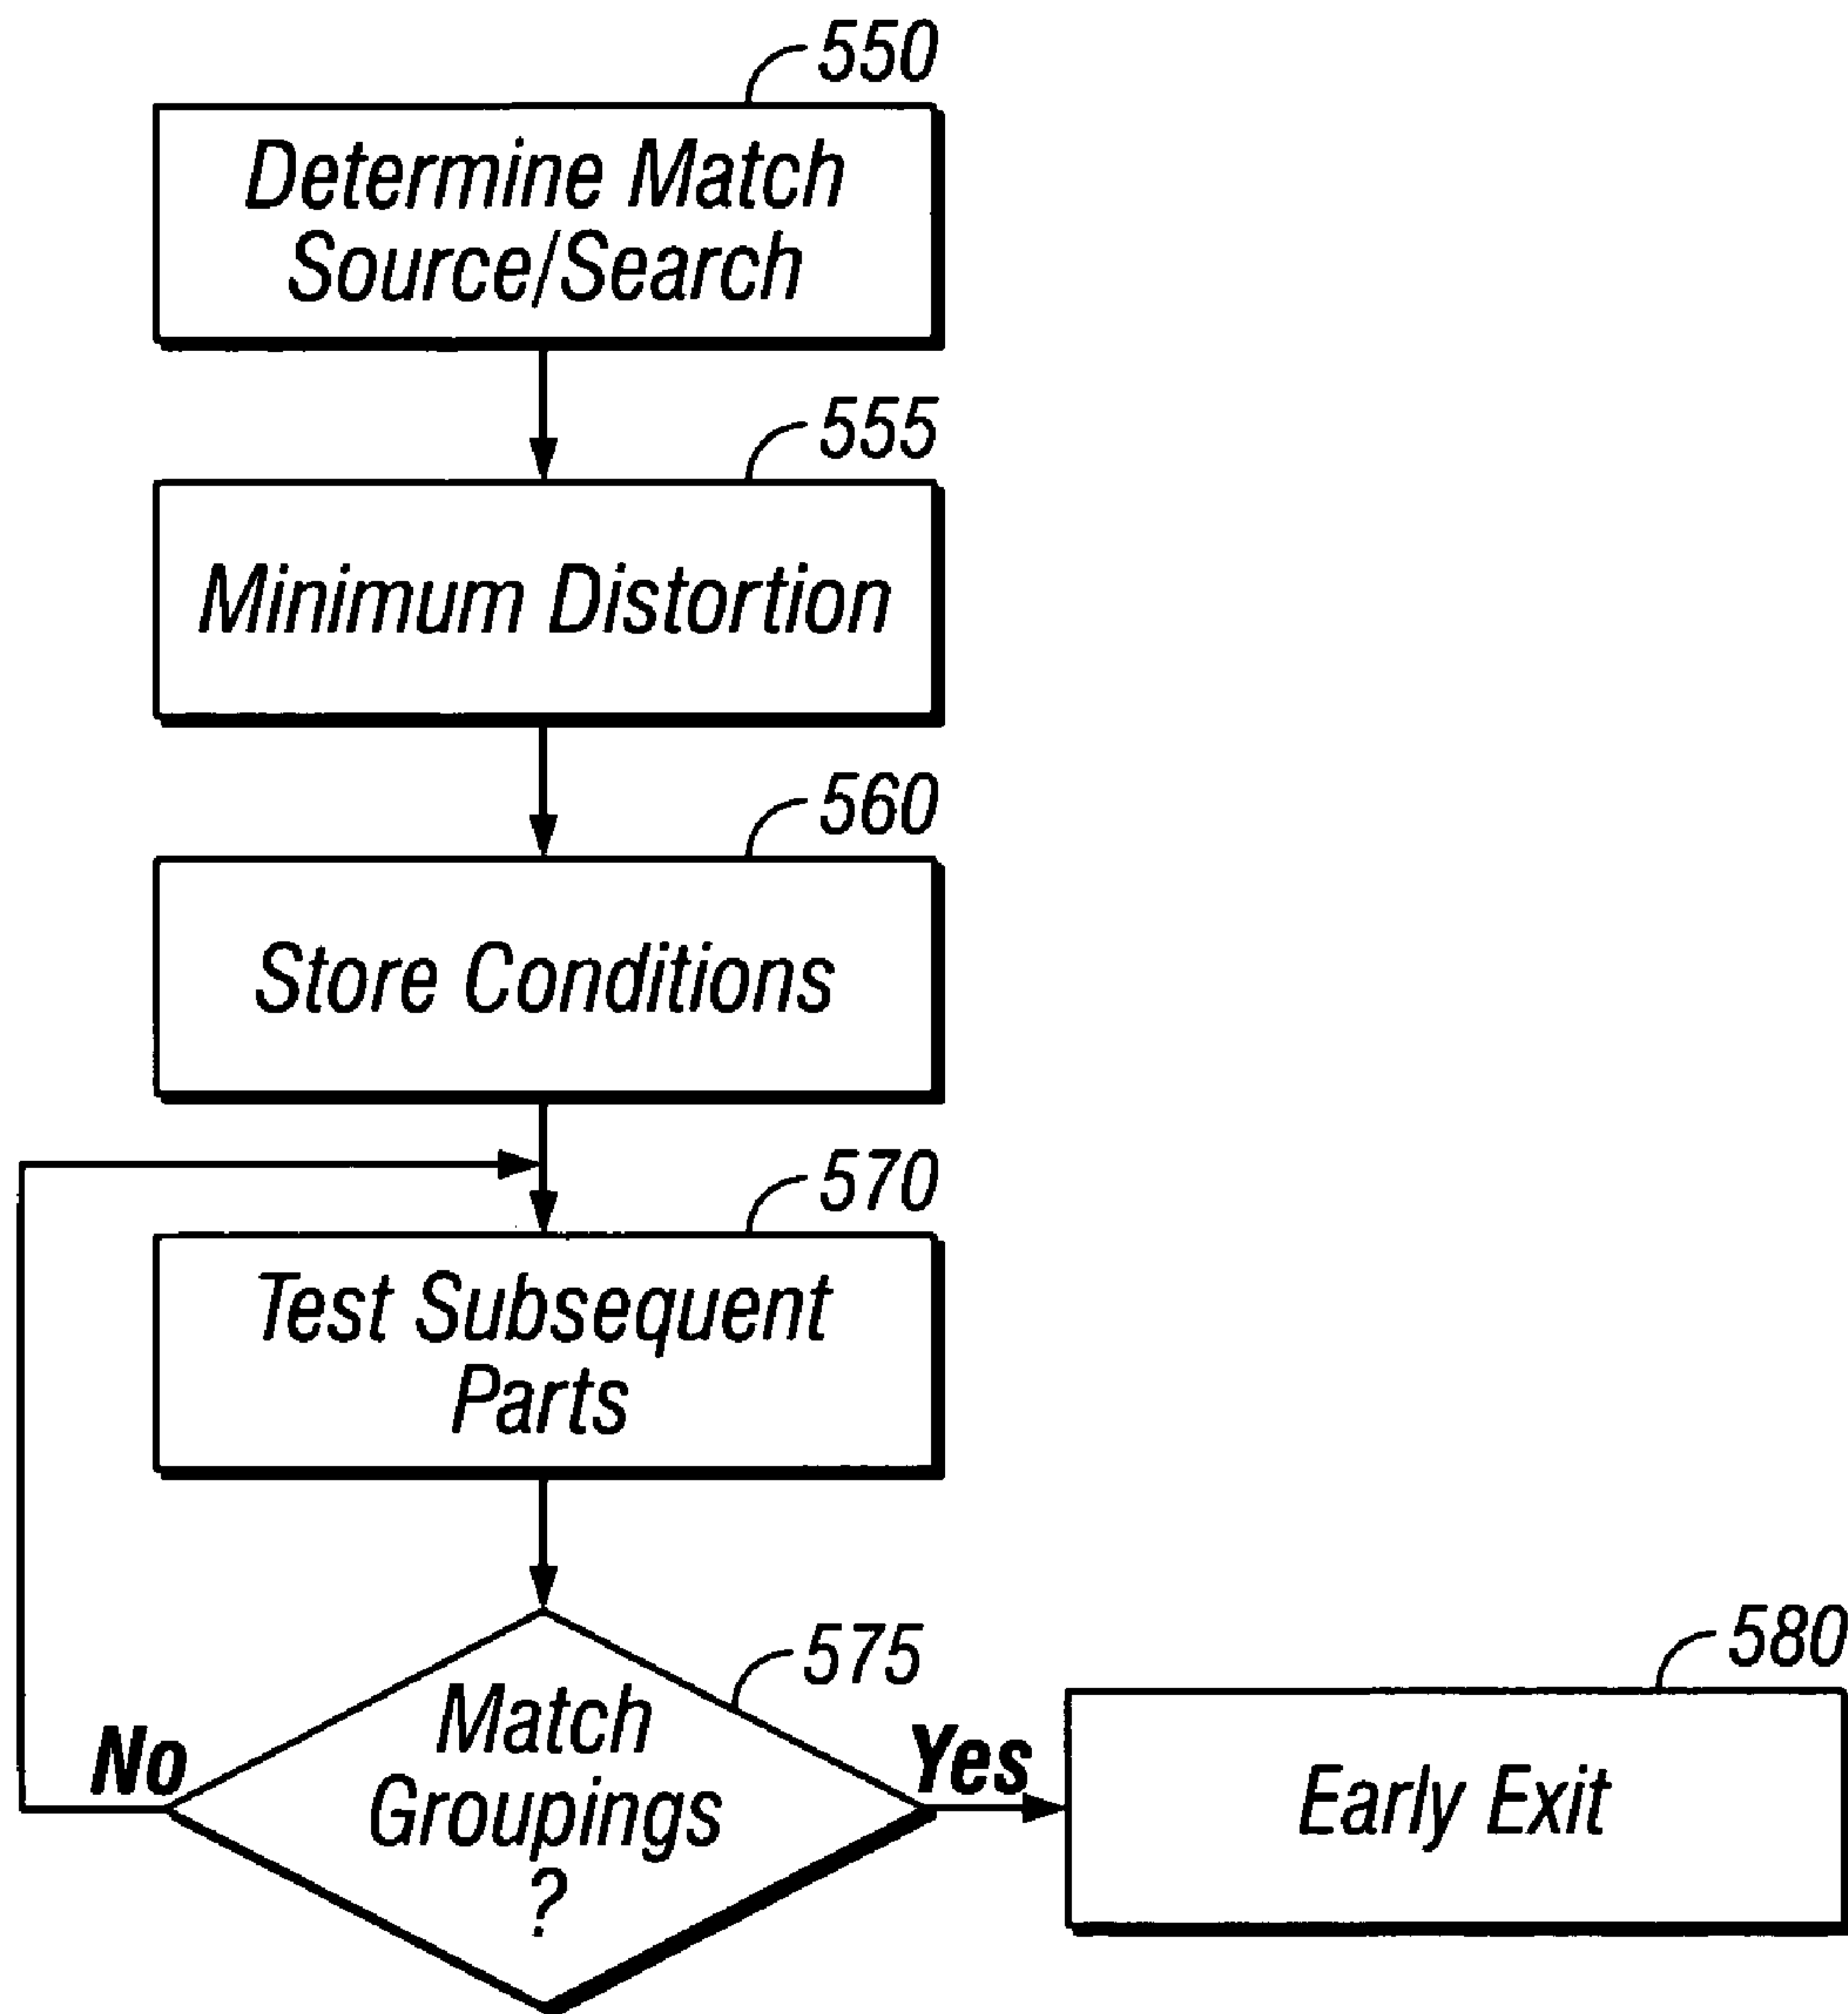 550
Determine Match
Source/Search
555
Minimum Distortion
560
Store Conditions
570
Test Subsequent
Parts
575
Match
Groupings
?
No
Yes
580
Early Exit